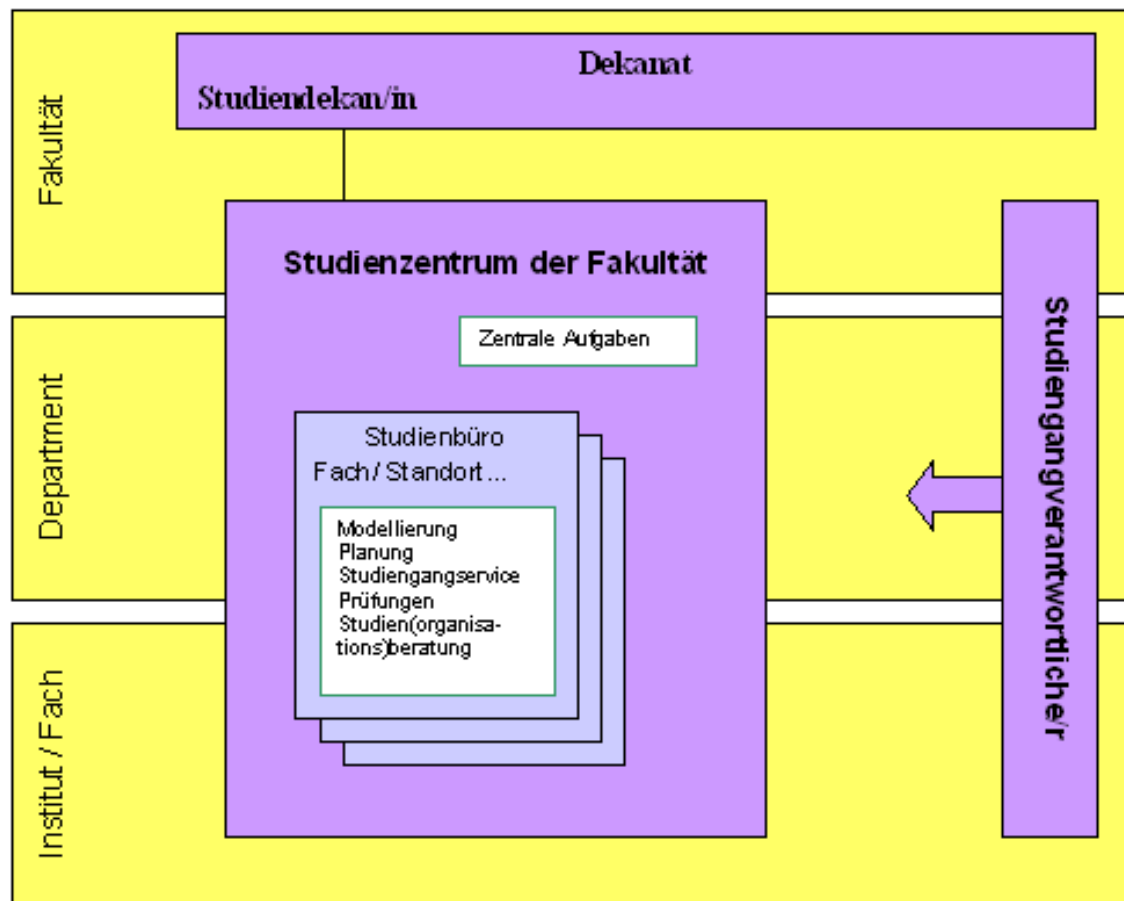 Fakultät
Dekanat
Studiendekan/in
Studienzentrum der Fakultät
Zentrale Aufgaben
Department
Studienbüro
Fach/ Standort ...
Modellierung
Planung
Studiengangservice
Prüfungen
Studien(organisa-
tions)beratung
Studiengangverantwortliche/r
Institut / Fach